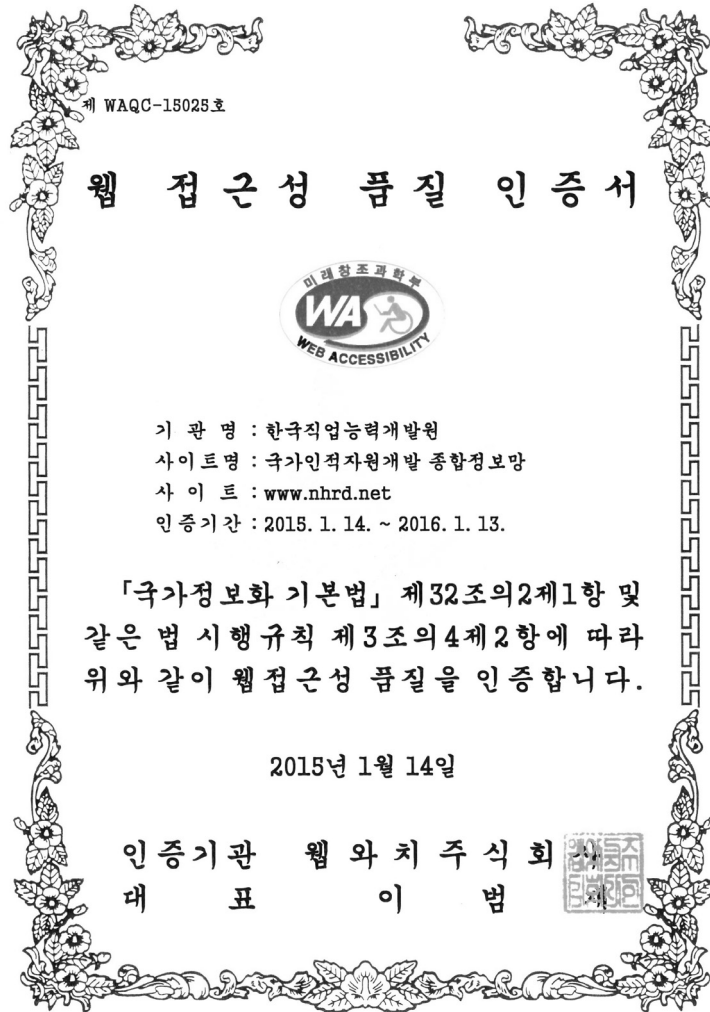 제 WAQC-15025호
웹 접근성 품질 인증서
미래창조과학부
WA
WEB ACCESSIBILITY
기 관 명 : 한국직업능력개발원
사이트명 : 국가인적자원개발 종합정보망
사 이 트 : www.nhrd.net
인증기간 : 2015. 1. 14. ~ 2016. 1. 13.
「국가정보화 기본법」 제32조의2제1항 및
같은 법 시행규칙 제3조의4제2항에 따라
위와 같이 웹접근성 품질을 인증합니다.
2015년 1월 14일
인증기관 웹와치주식회사
대 표 이 범